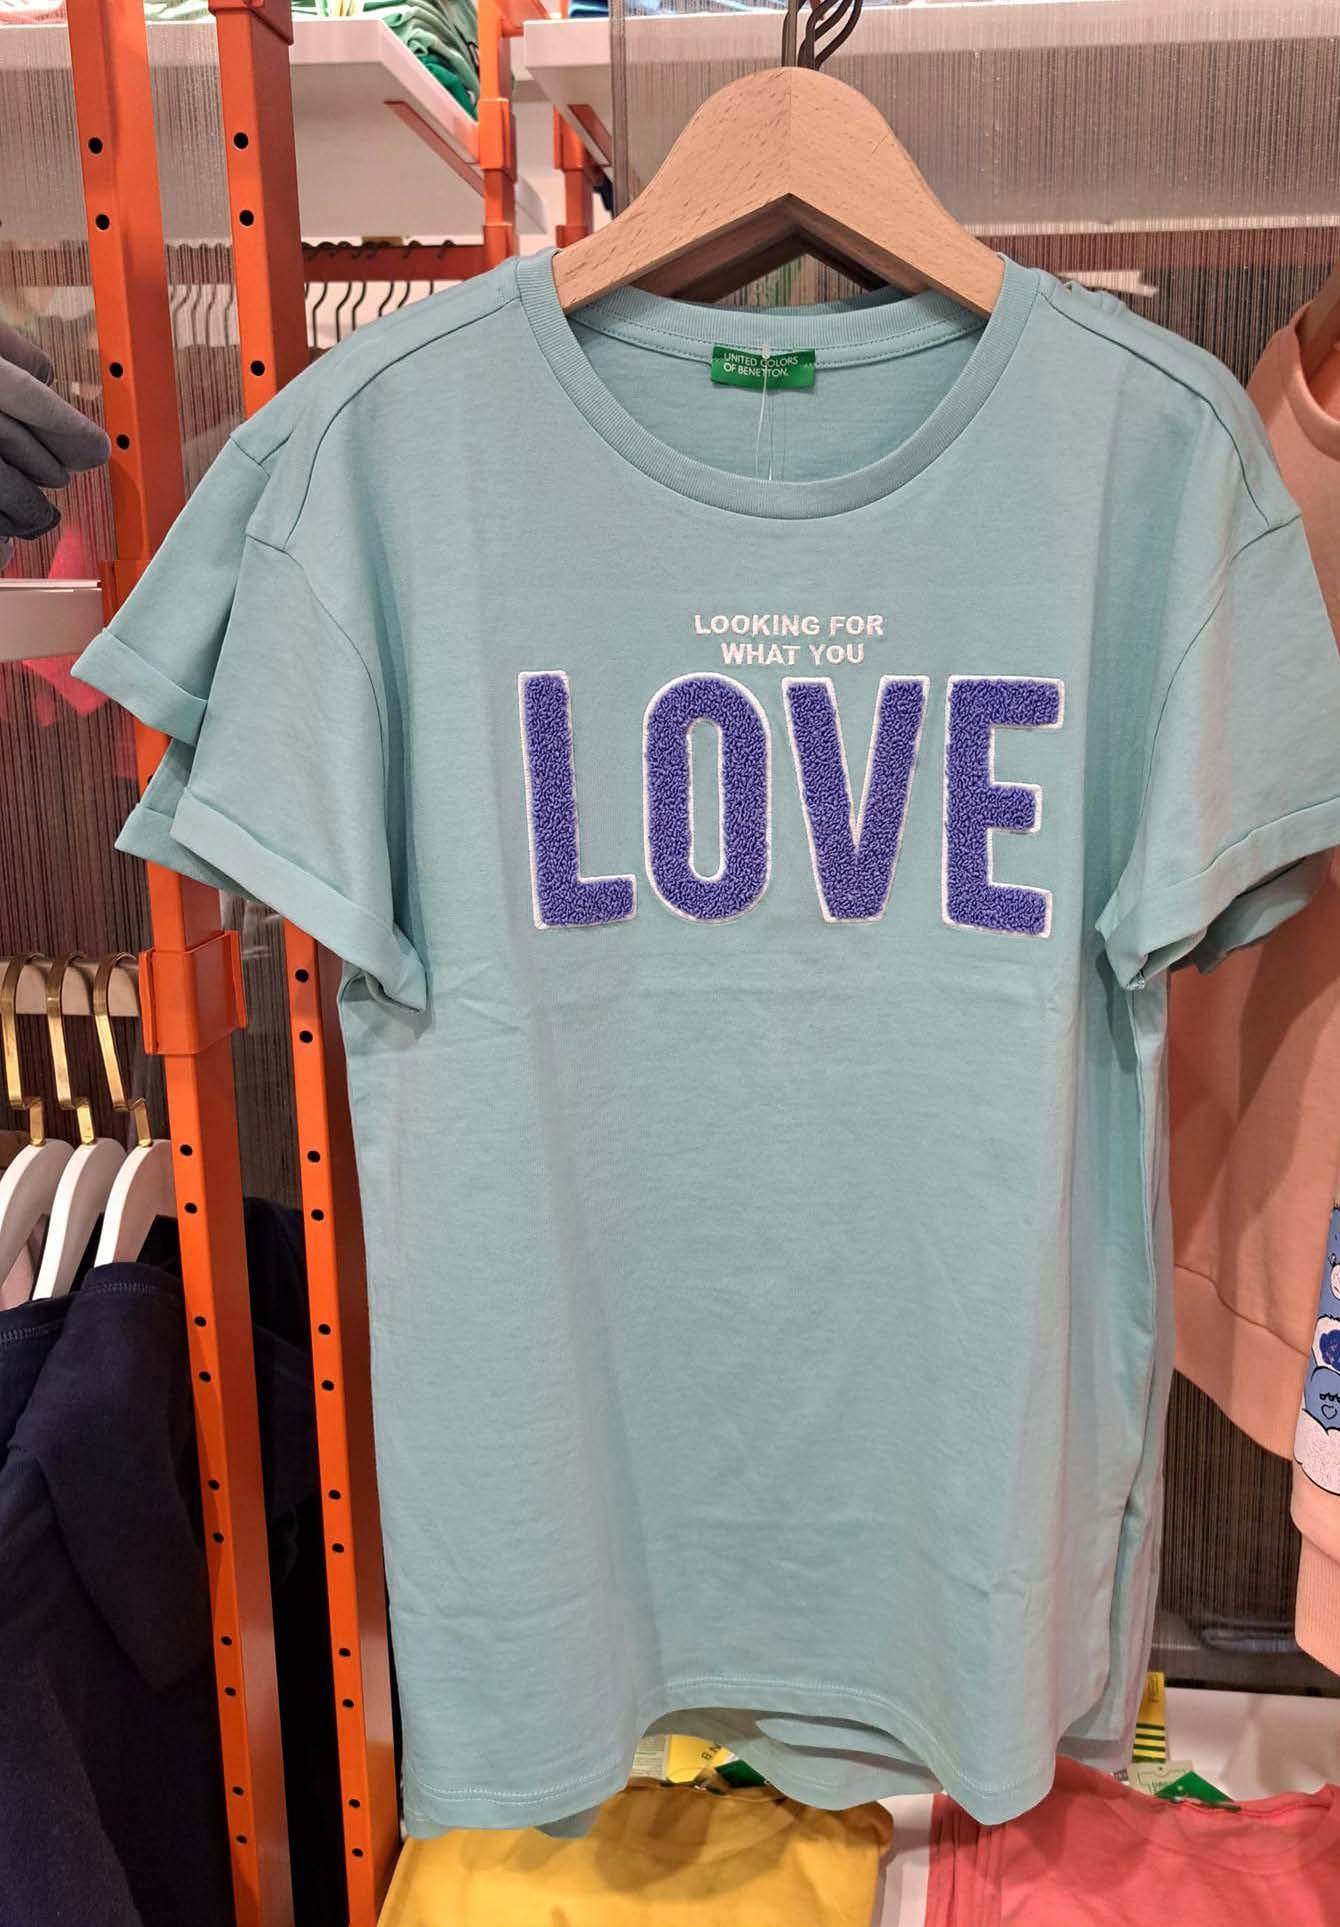 UNITED COLORS
OF BENETTON.
LOOKING FOR
WHAT YOU
LOVE